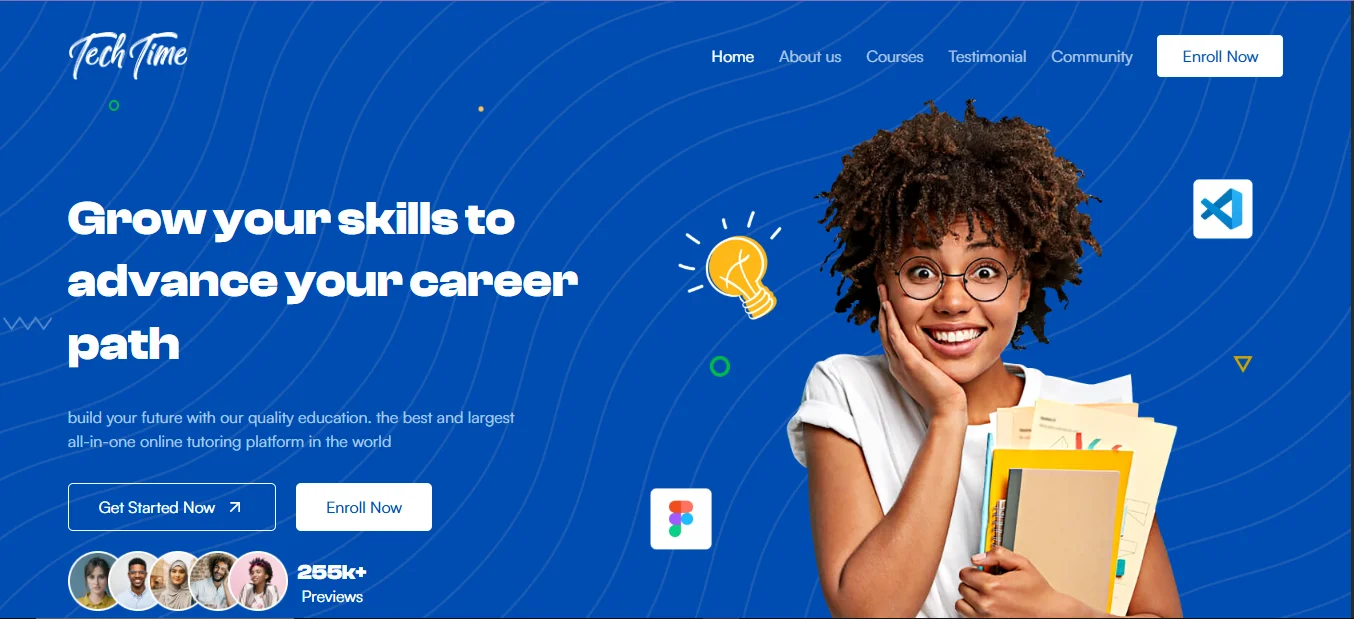 Tech Time
Home About us Courses Testimonial Community Enroll Now
Grow your skills to
advance your career
path
build your future with our quality education. the best and largest
all-in-one online tutoring platform in the world
Get Started Now Enroll Now
255k+
Previews